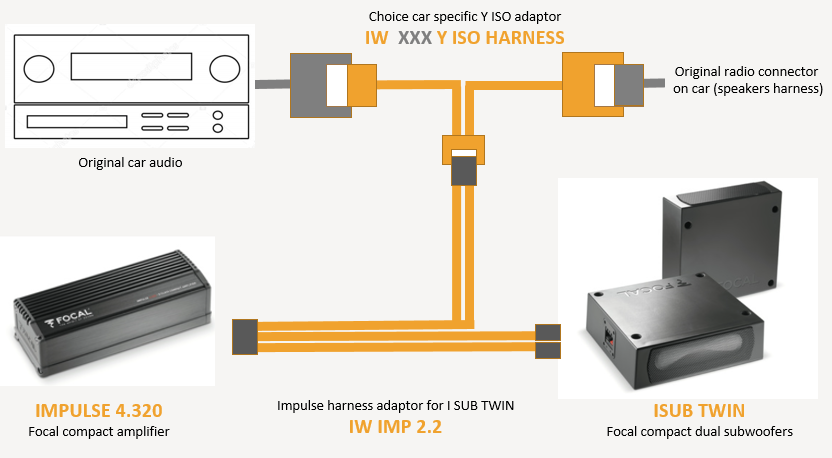 Choice car specific Y ISO adaptor
IW XXX Y ISO HARNESS
Original radio connector
on car (speakers harness)
Original car audio
FOCAL
FOCAL
FOCAL
IMPULSE 4.320
Focal compact amplifier
Impulse harness adaptor for I SUB TWIN
IW IMP 2.2
ISUB TWIN
Focal compact dual subwoofers